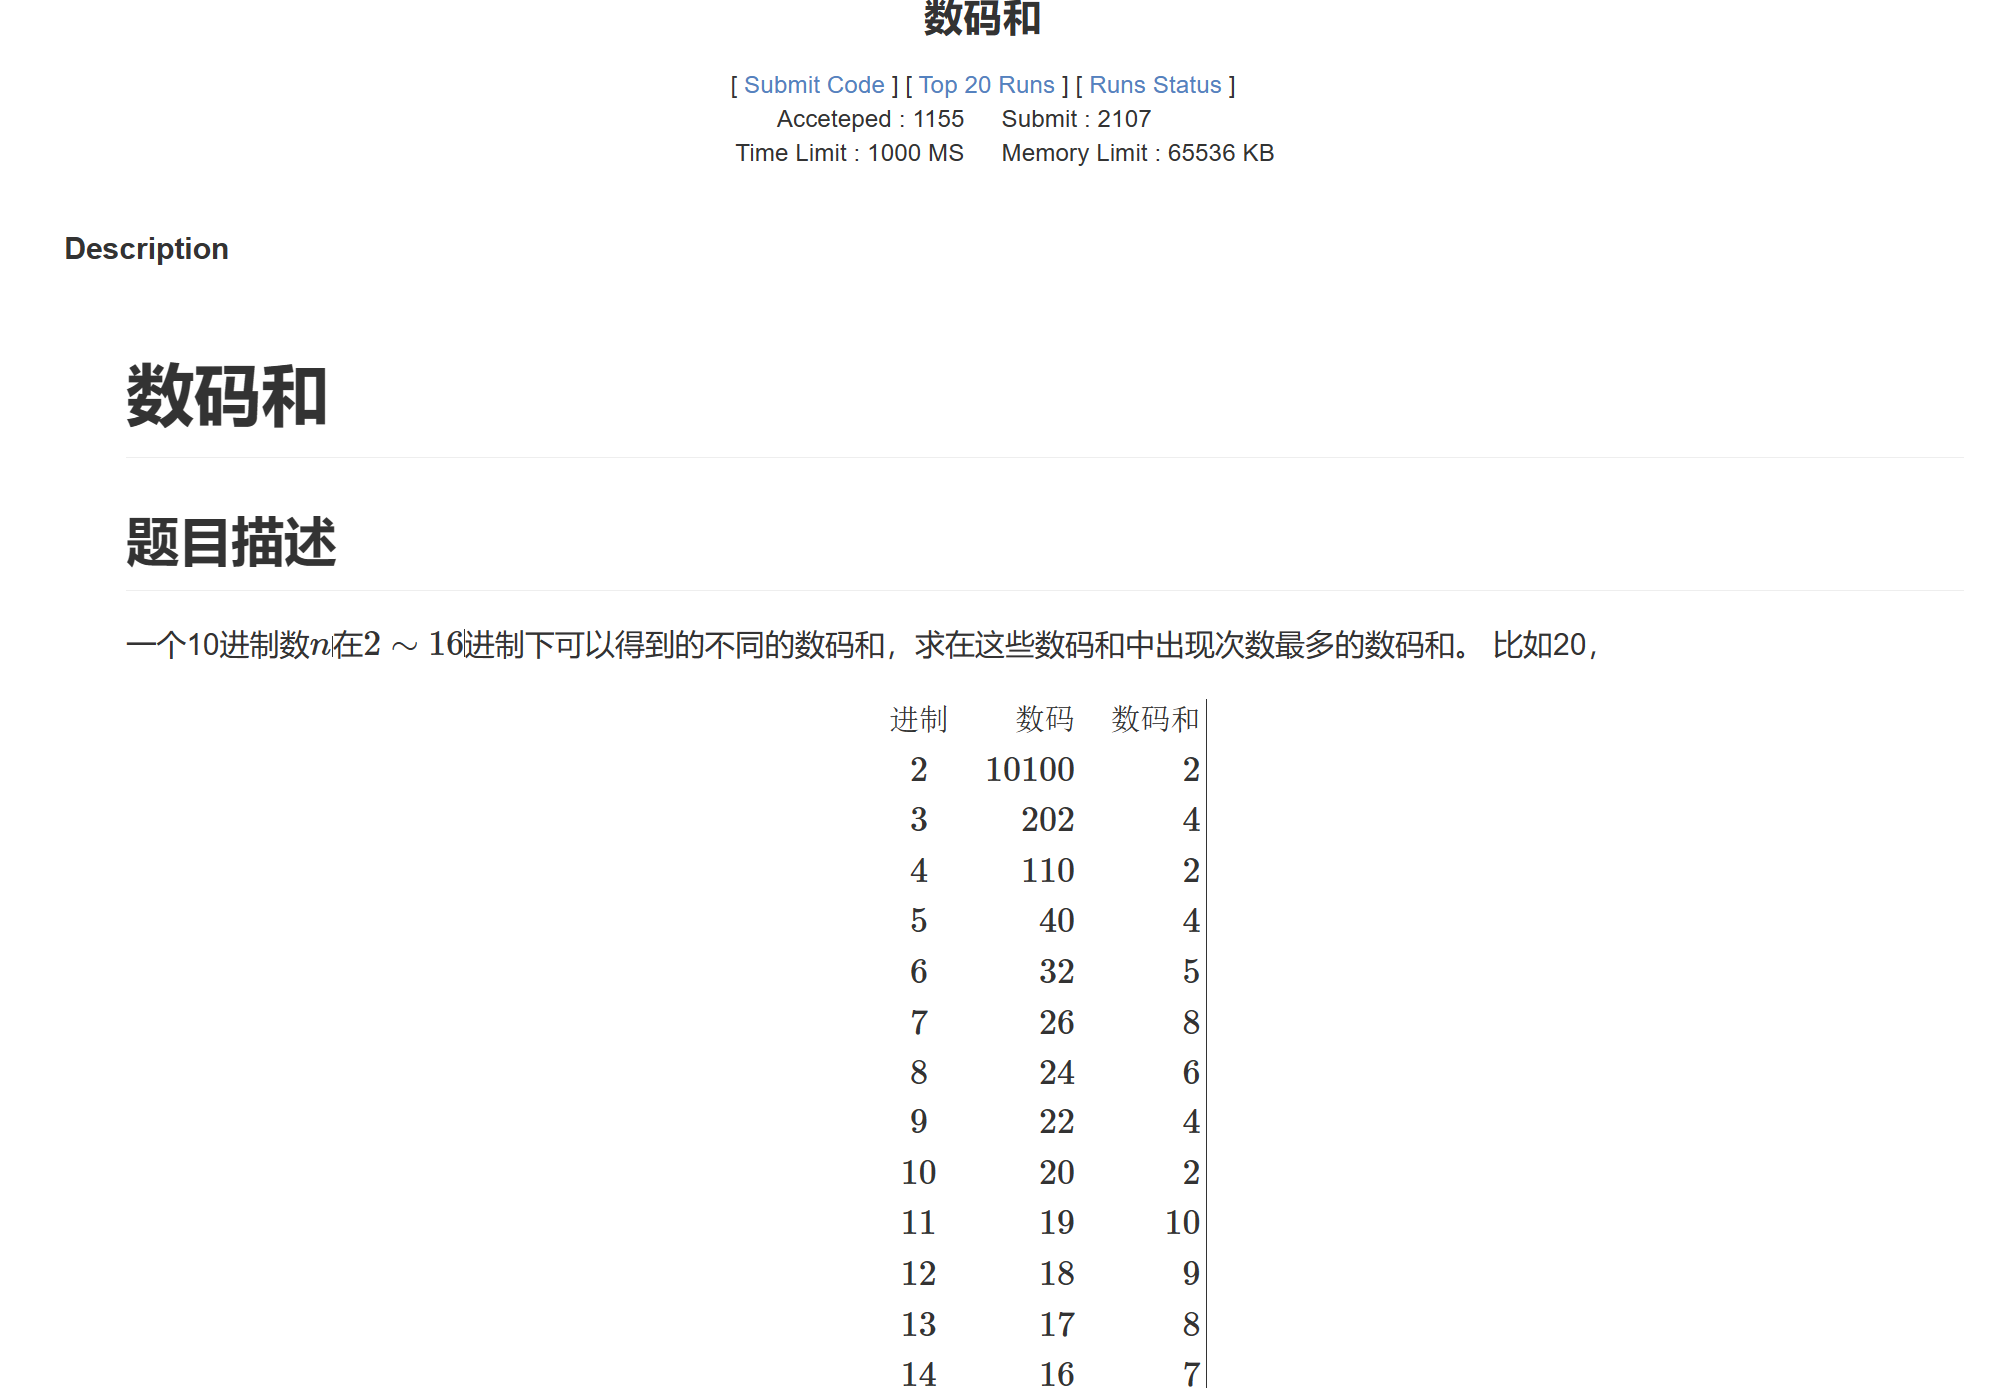 数码和
[ Submit Code ] [ Top 20 Runs ] [ Runs Status ]
Acceteped : 1155 Submit : 2107
Time Limit : 1000 MS Memory Limit : 65536 KB
Description
数码和
题目描述
一个10进制数n在2 ∼ 16进制下可以得到的不同的数码和，求在这些数码和中出现次数最多的数码和。 比如20，
进制 数码 数码和
2 10100 2
3 202 4
4 110 2
5 40 4
6 32 5
7 26 8
8 24 6
9 22 4
10 20 2
11 19 10
12 18 9
13 17 8
14 16 7